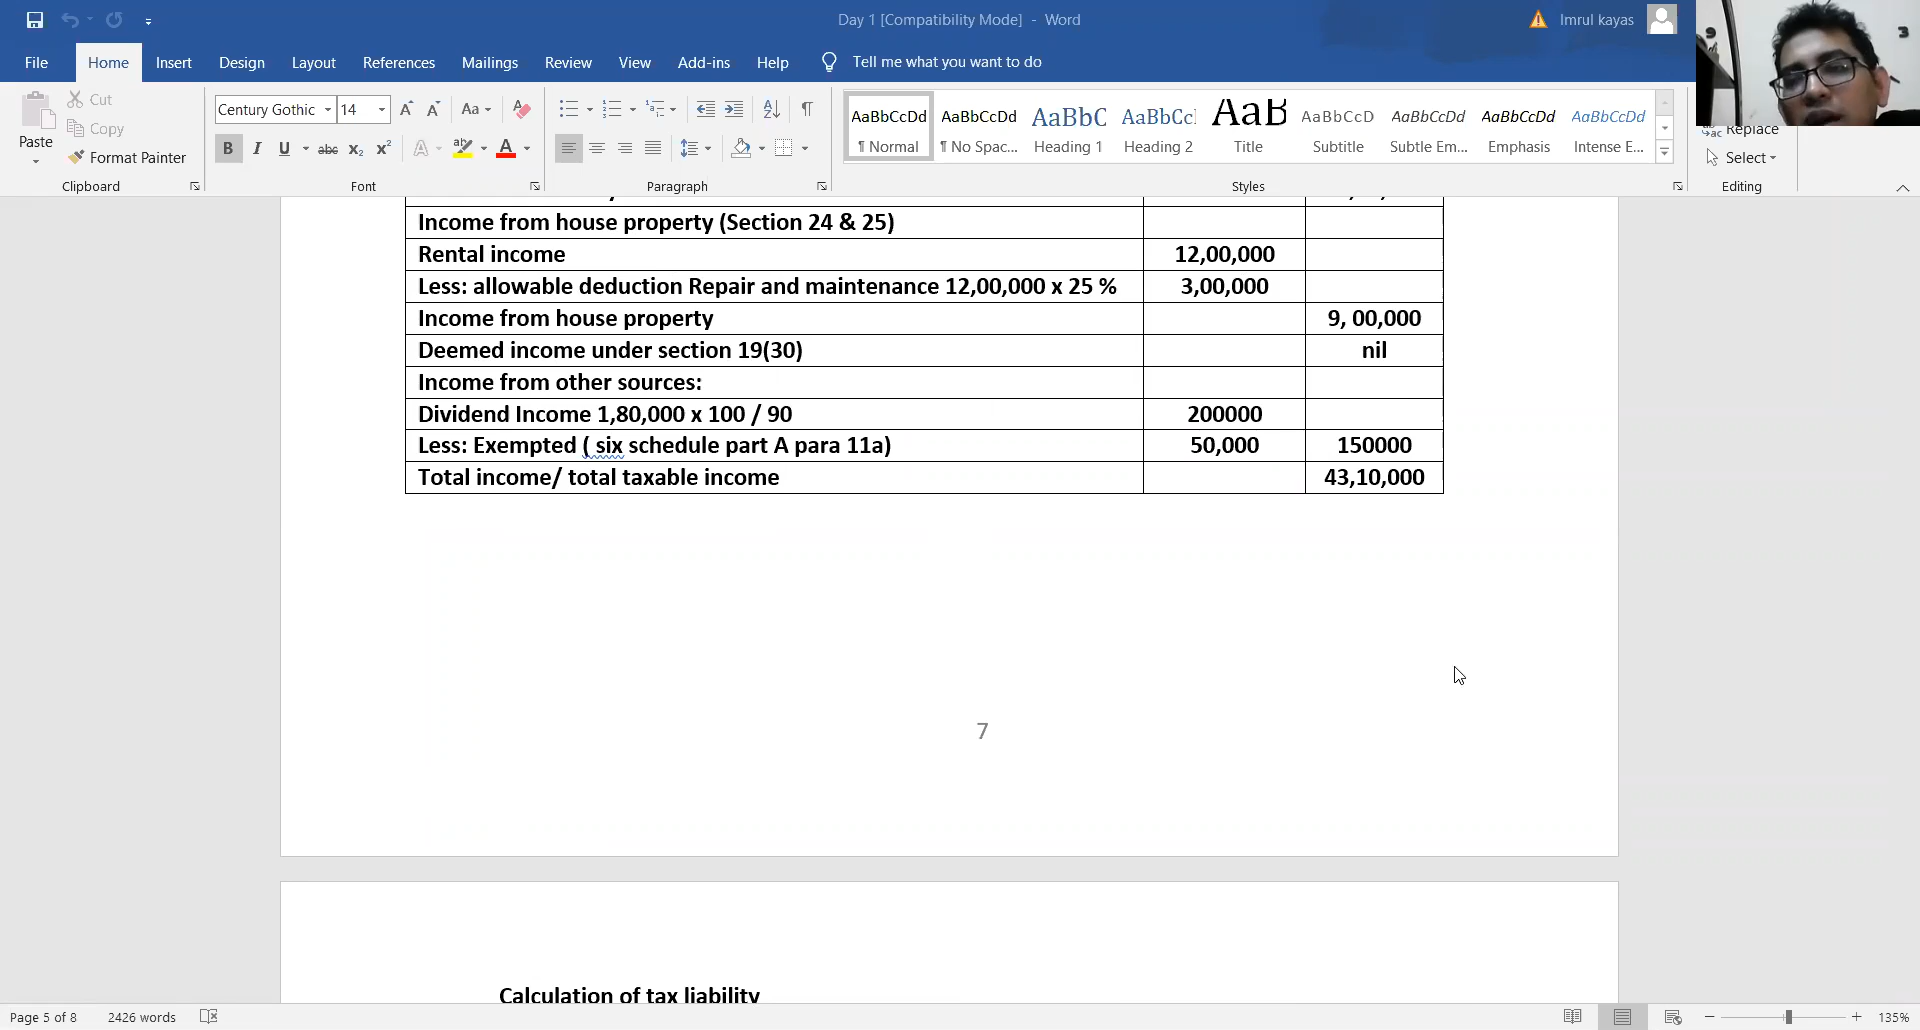 Day 1 [Compatibility Mode] - Word
Imrul kayas
File Home Insert Design Layout References Mailings Review View Add-ins Help Tell me what you want to do
Cut
Copy
Paste
Format Painter
Clipboard
Century Gothic 14
Font
Paragraph
AaBbCcDd AaBbCcDd AaBbC AaBbCcI AaB AaBbCcD AaBbCcDd AaBbCcDd AaBbCcDd
¶ Normal ¶ No Spac... Heading 1 Heading 2 Title Subtitle Subtle Em... Emphasis Intense E...
Styles
Replace
Select
Editing
Income from house property (Section 24 & 25)
Rental income 12,00,000
Less: allowable deduction Repair and maintenance 12,00,000 x 25 % 3,00,000
Income from house property 9, 00,000
Deemed income under section 19(30) nil
Income from other sources:
Dividend Income 1,80,000 x 100 / 90 200000
Less: Exempted ( six schedule part A para 11a) 50,000 150000
Total income/ total taxable income 43,10,000
7
Calculation of tax liability
Page 5 of 8 2426 words 135%